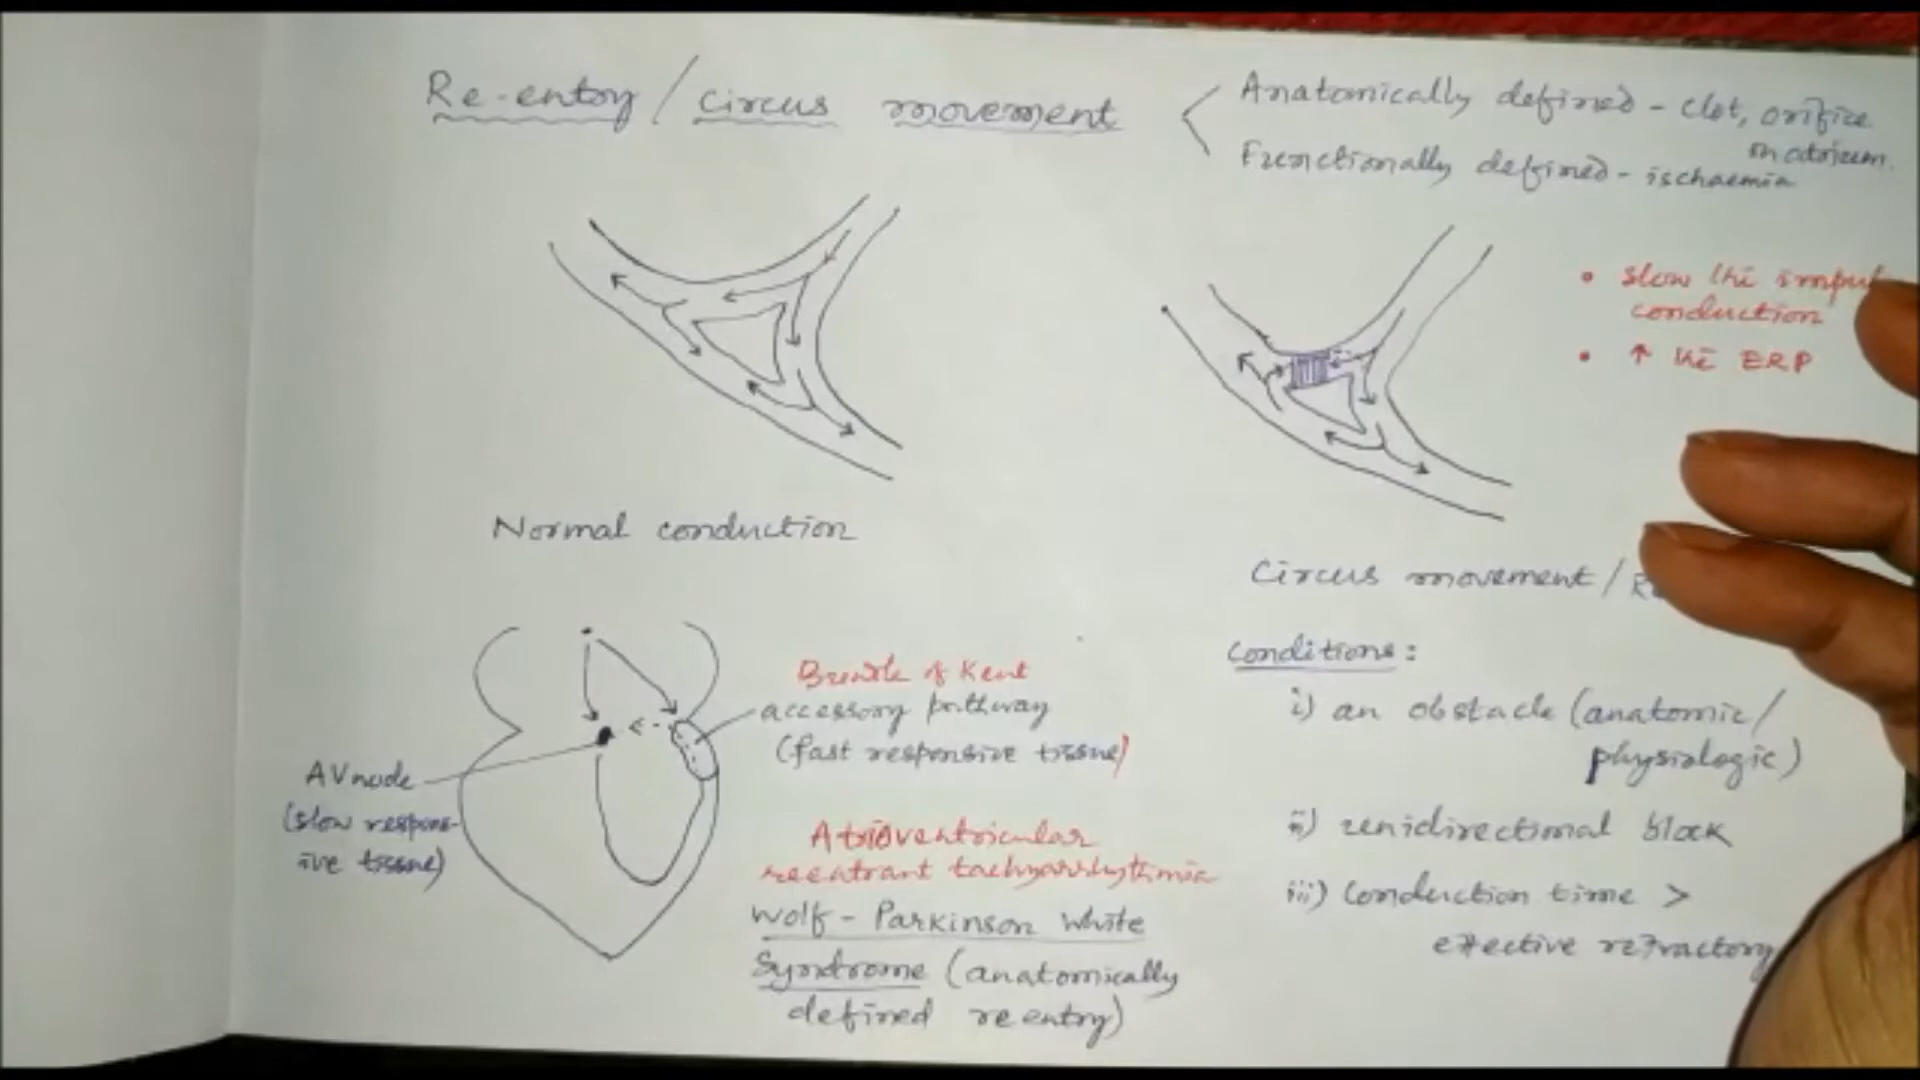 Re-entry / circus movement
Anatomically defined - clot, orifice
in atrium.
Functionally defined - ischaemia
• slow the impul
conduction
• ↑ the ERP
Normal conduction
Circus movement / R
Bundle of Kent
accessory pathway
(fast responsive tissue)
AV node
(slow respons-
ive tissue)
Atrioventricular
reentrant tachyarrhythmia
Wolf - Parkinson White
Syndrome (anatomically
defined re entry)
Conditions:
i) an obstacle (anatomic/
physiologic)
ii) unidirectional block
iii) Conduction time >
effective refractory